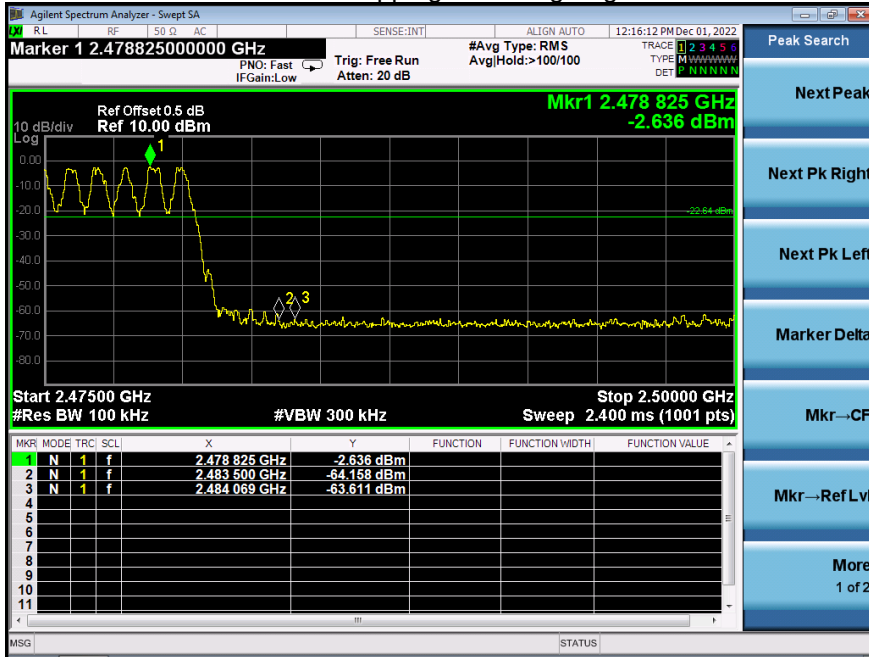 Agilent Spectrum Analyzer - Swept SA
LXI RL RF 50 Ω AC SENSE:INT ALIGN AUTO 12:16:12 PM Dec 01, 2022
Marker 1 2.478825000000 GHz
PNO: Fast
IFGain:Low
Trig: Free Run
Atten: 20 dB
#Avg Type: RMS
Avg|Hold:>100/100
TRACE 1 2 3 4 5 6
TYPE M WWWWW
DET P N N N N N
Peak Search
Ref Offset 0.5 dB
10 dB/div Ref 10.00 dBm
Log
Mkr1 2.478 825 GHz
-2.636 dBm
1
0.00
-10.0
-20.0
-22.64 dBm
-30.0
-40.0
-50.0
2 3
-60.0
-70.0
-80.0
Start 2.47500 GHz Stop 2.50000 GHz
#Res BW 100 kHz #VBW 300 kHz Sweep 2.400 ms (1001 pts)
MKR MODE TRC SCL X Y FUNCTION FUNCTION WIDTH FUNCTION VALUE
1 N 1 f 2.478 825 GHz -2.636 dBm
2 N 1 f 2.483 500 GHz -64.158 dBm
3 N 1 f 2.484 069 GHz -63.611 dBm
4
5
6
7
8
9
10
11
MSG STATUS
Next Peak
Next Pk Right
Next Pk Left
Marker Delta
Mkr→CF
Mkr→Ref Lvl
More
1 of 2